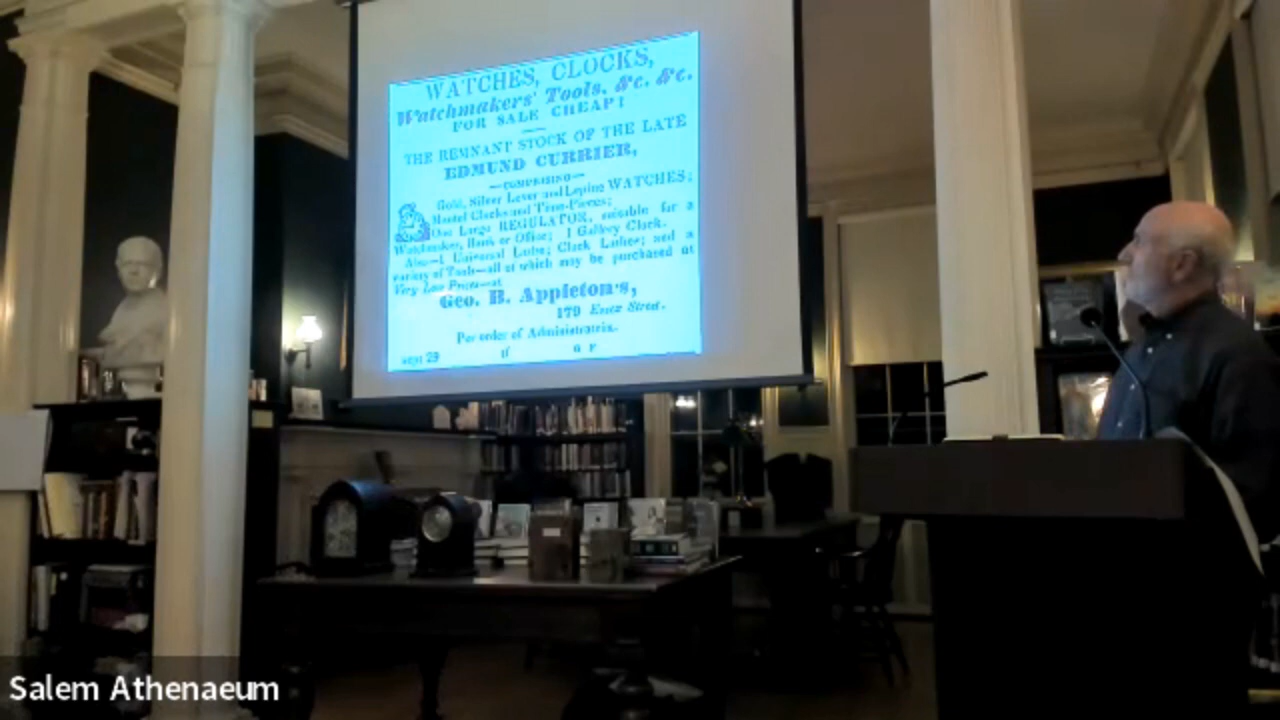 WATCHES, CLOCKS,
Watchmakers' Tools, &c. &c.
FOR SALE CHEAP!
THE REMNANT STOCK OF THE LATE
EDMUND CURRIER,
—COMPRISING—
Gold, Silver Lever and Lepine WATCHES;
Mantel Clocks and Time-Pieces;
One Large REGULATOR, suitable for a
Watchmaker, Bank or Office; 1 Gallery Clock.
Also—1 Universal Lathe; Clock Lathes; and a
variety of Tools—all of which may be purchased at
Very Low Prices—at
Geo. B. Appleton's,
179 Essex Street.
Per order of Administratrix.
sept 29 tf G F
Salem Athenaeum